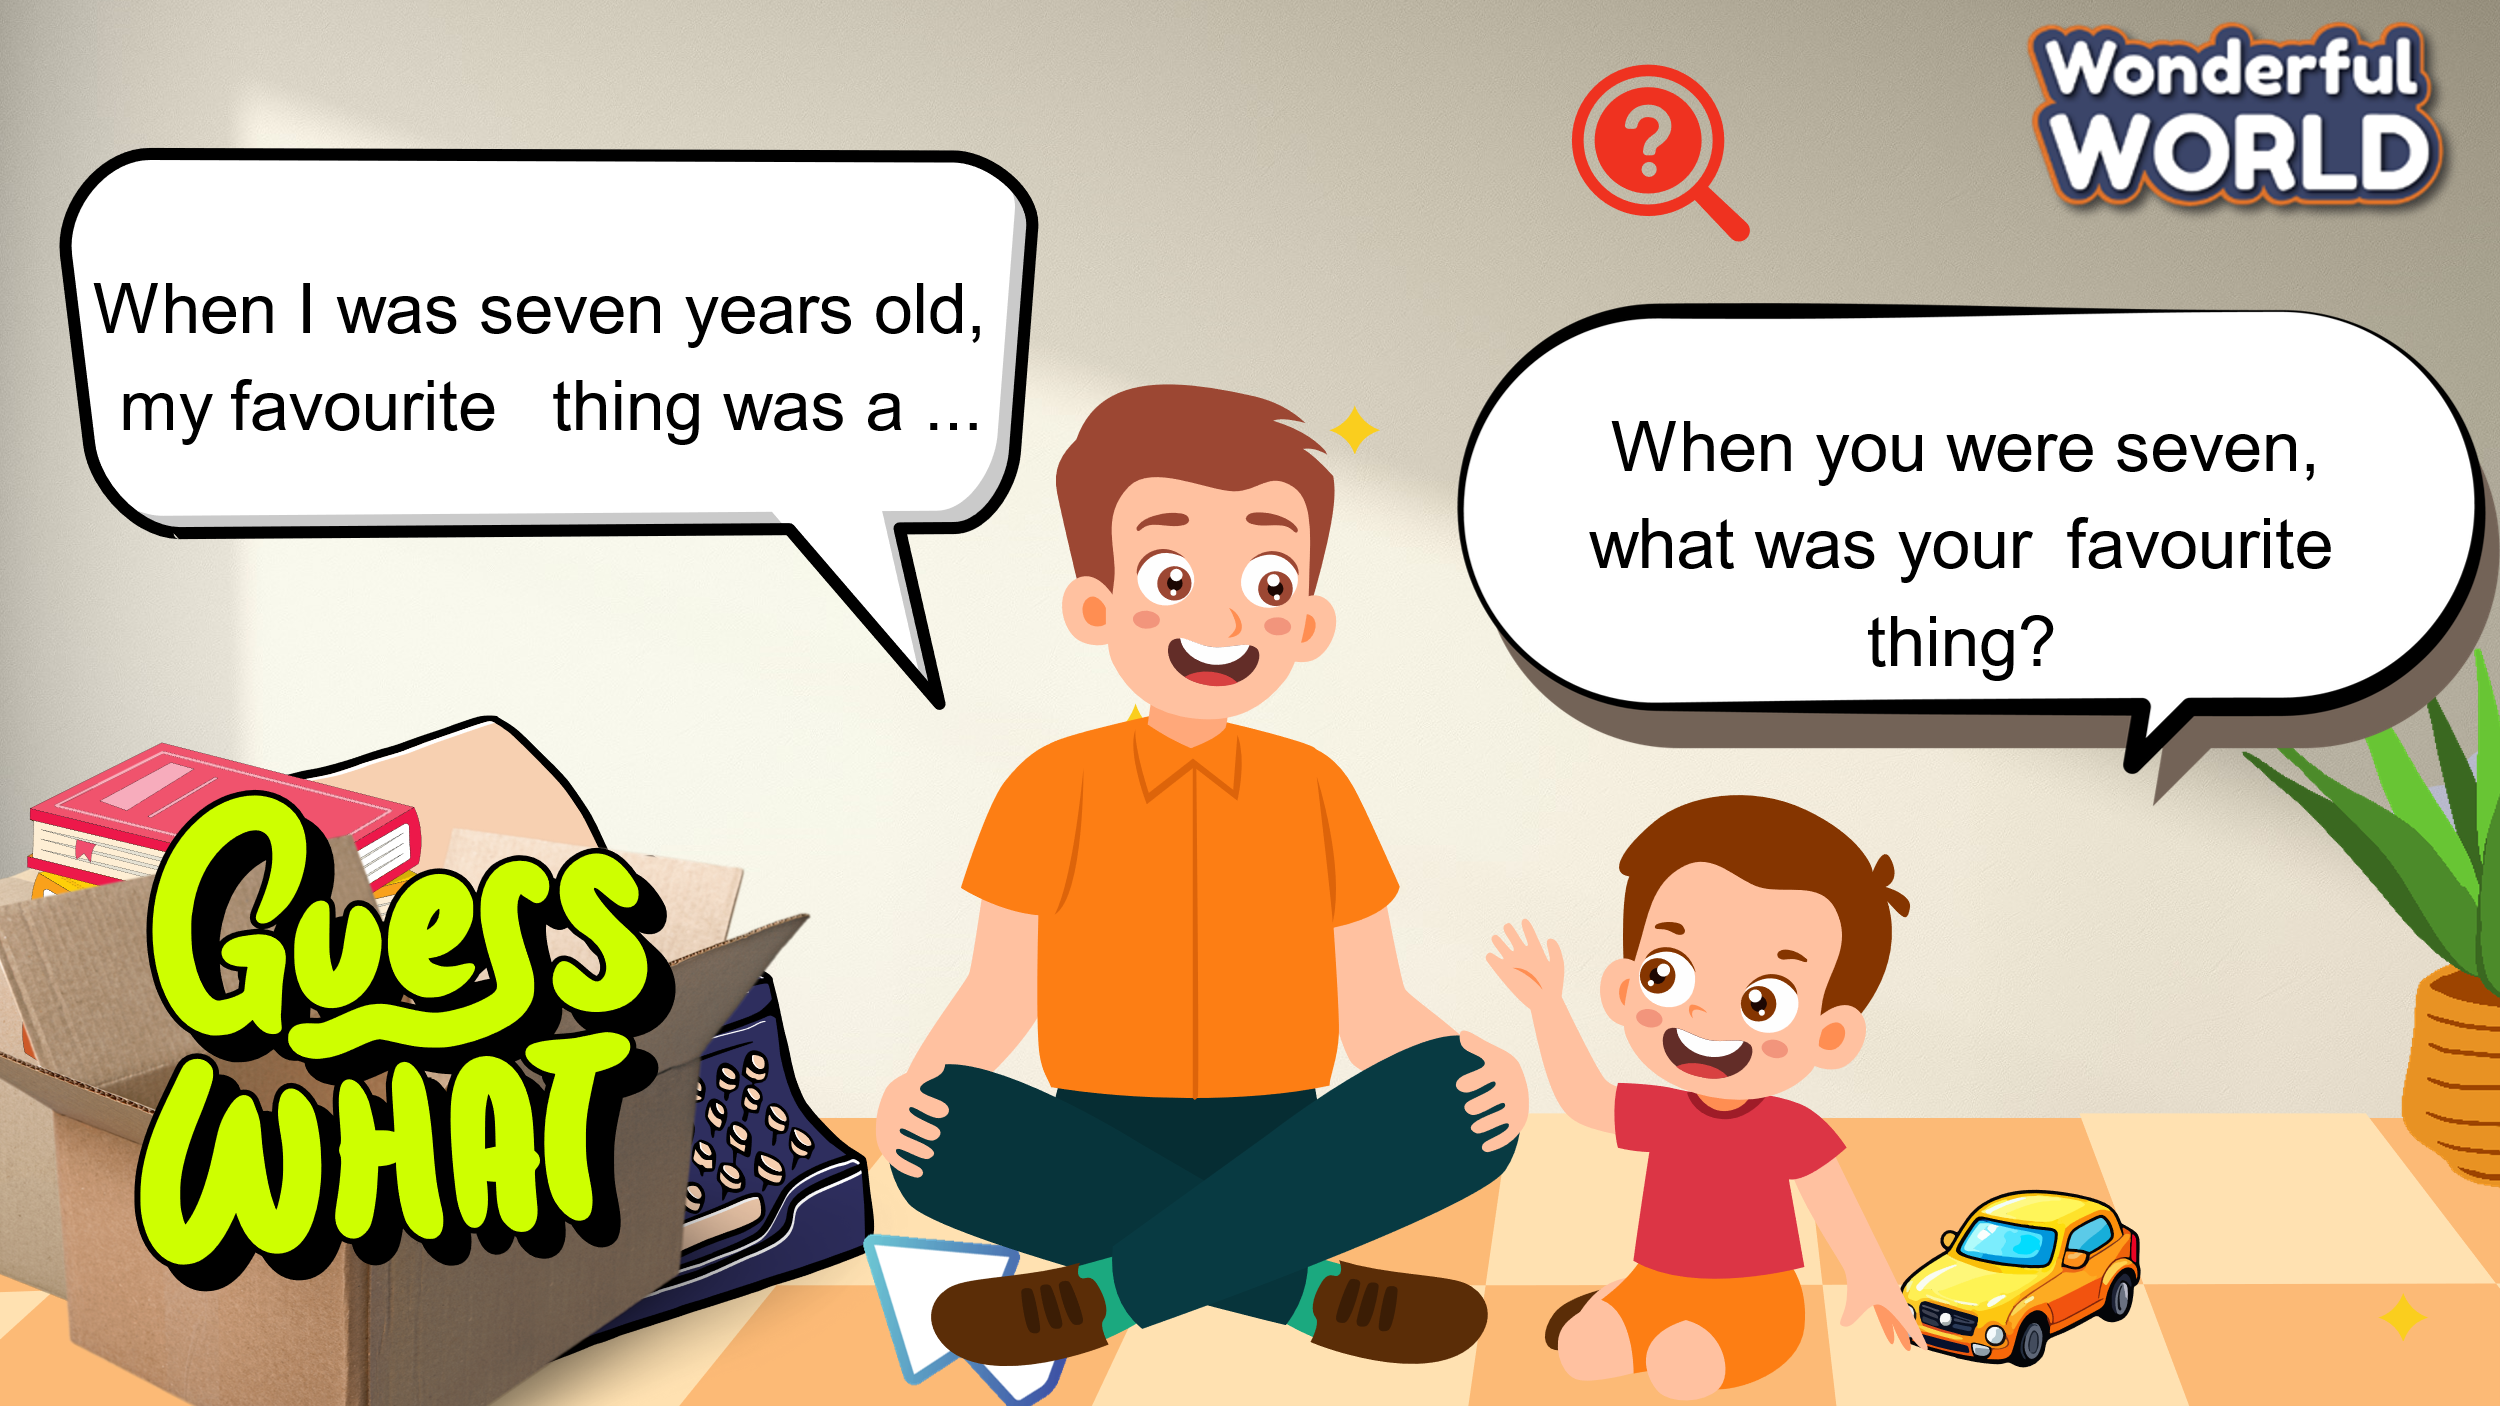 Wonderful
WORLD
When I was seven years old,
my favourite thing was a ...
When you were seven,
what was your favourite
thing?
Guess
WHAT